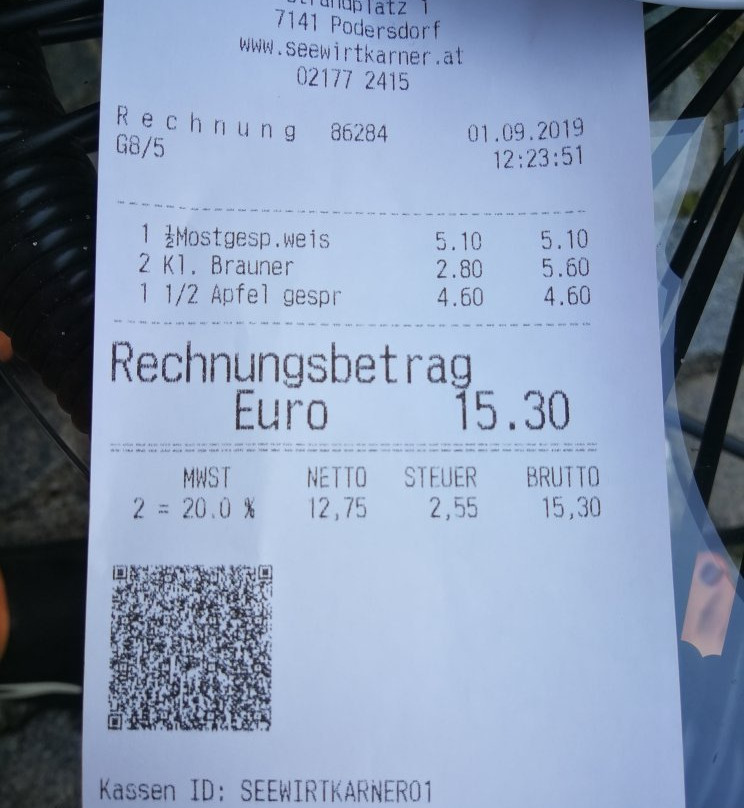 7141 Podersdorf
www.seewirtkarner.at
02177 2415
Rechnung 86284 01.09.2019
G8/5 12:23:51
1 ½Mostgesp.weis 5.10 5.10
2 Kl. Brauner 2.80 5.60
1 1/2 Apfel gespr 4.60 4.60
Rechnungsbetrag
Euro 15.30
MWST NETTO STEUER BRUTTO
2 = 20.0 % 12,75 2,55 15,30
Kassen ID: SEEWIRTKARNER01